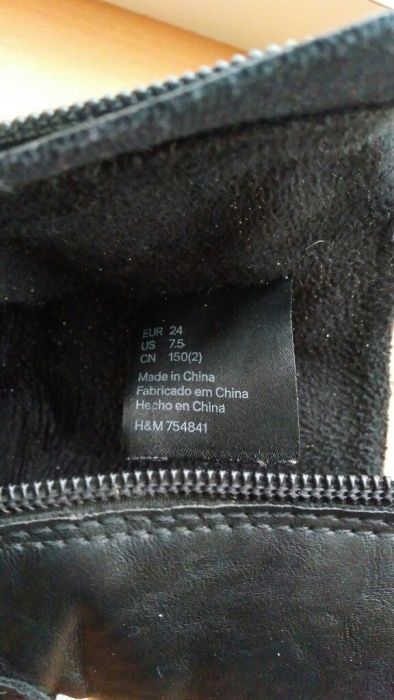 EUR 24
US 7.5
CN 150(2)
Made in China
Fabricado em China
Hecho en China
H&M 754841